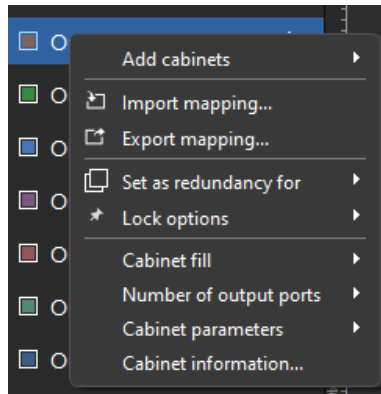 O
Add cabinets
O
Import mapping...
Export mapping...
O
Set as redundancy for
O
Lock options
O
Cabinet fill
Number of output ports
O
Cabinet parameters
O
Cabinet information...